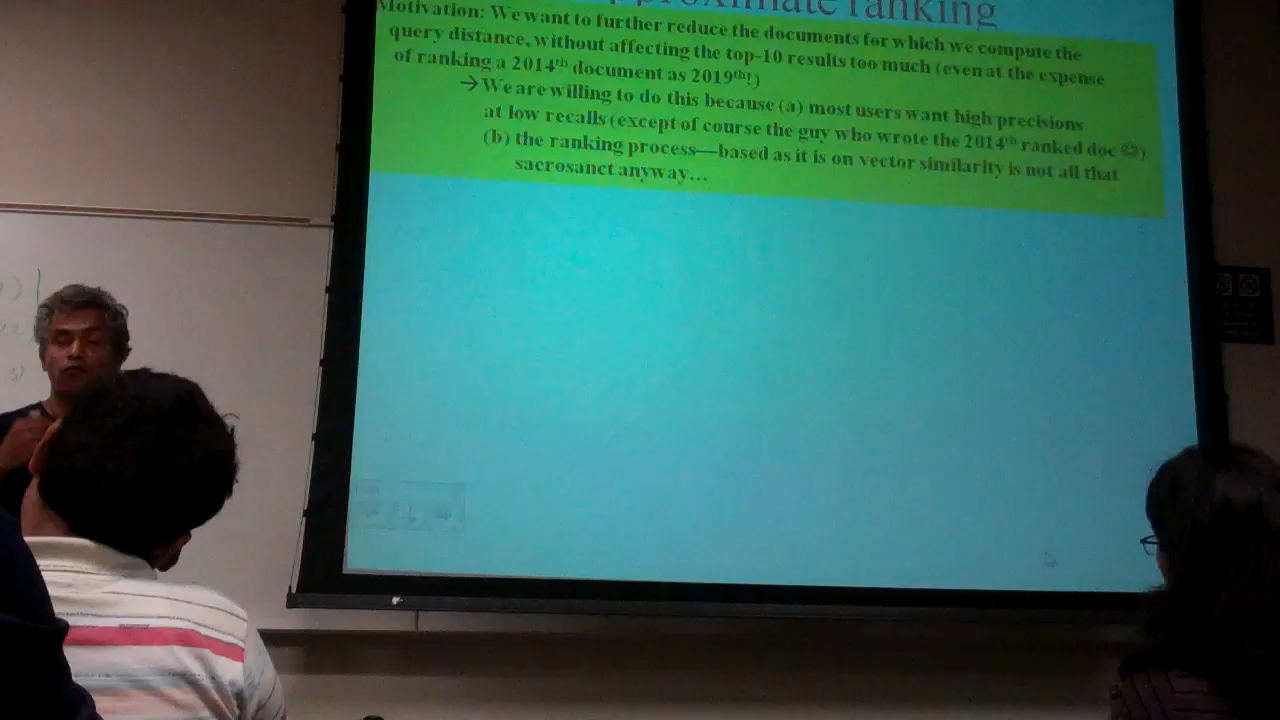 proximate ranking
Motivation: We want to further reduce the documents for which we compute the
query distance, without affecting the top-10 results too much (even at the expense
of ranking a 2014th document as 2019th!)
→ We are willing to do this because (a) most users want high precisions
at low recalls (except of course the guy who wrote the 2014th ranked doc ☺)
(b) the ranking process—based as it is on vector similarity is not all that
sacrosanct anyway…